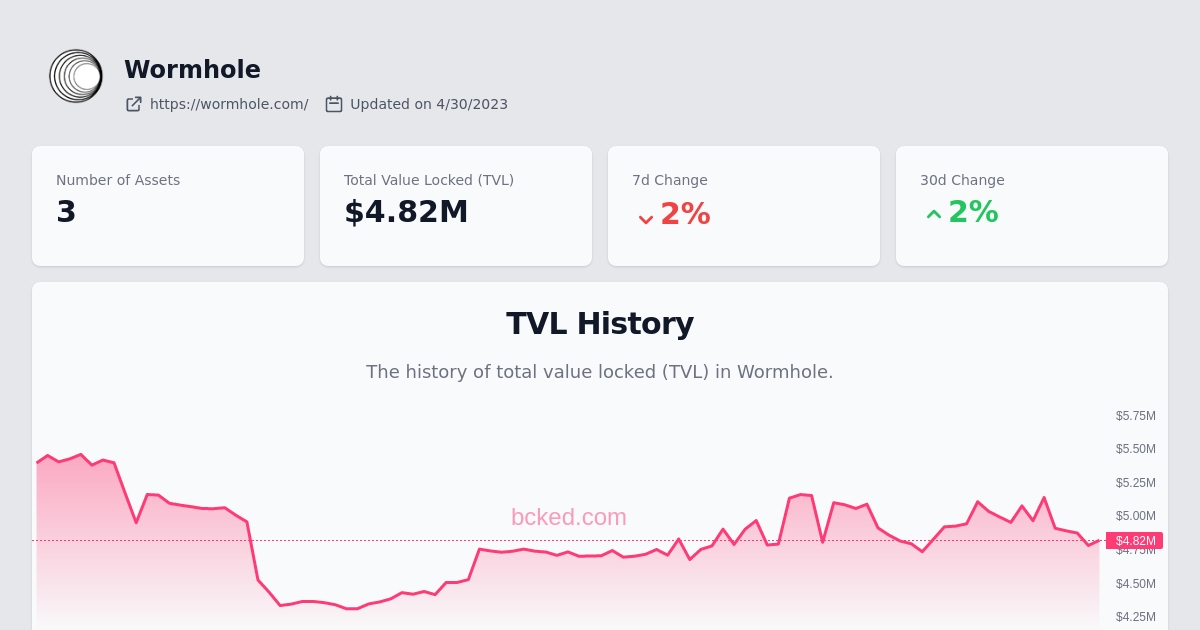 Wormhole
https://wormhole.com/ Updated on 4/30/2023
Number of Assets
3
Total Value Locked (TVL)
$4.82M
7d Change
2%
30d Change
2%
TVL History
The history of total value locked (TVL) in Wormhole.
$5.75M
$5.50M
$5.25M
$5.00M
bcked.com
$4.82M
$4.75M
$4.50M
$4.25M